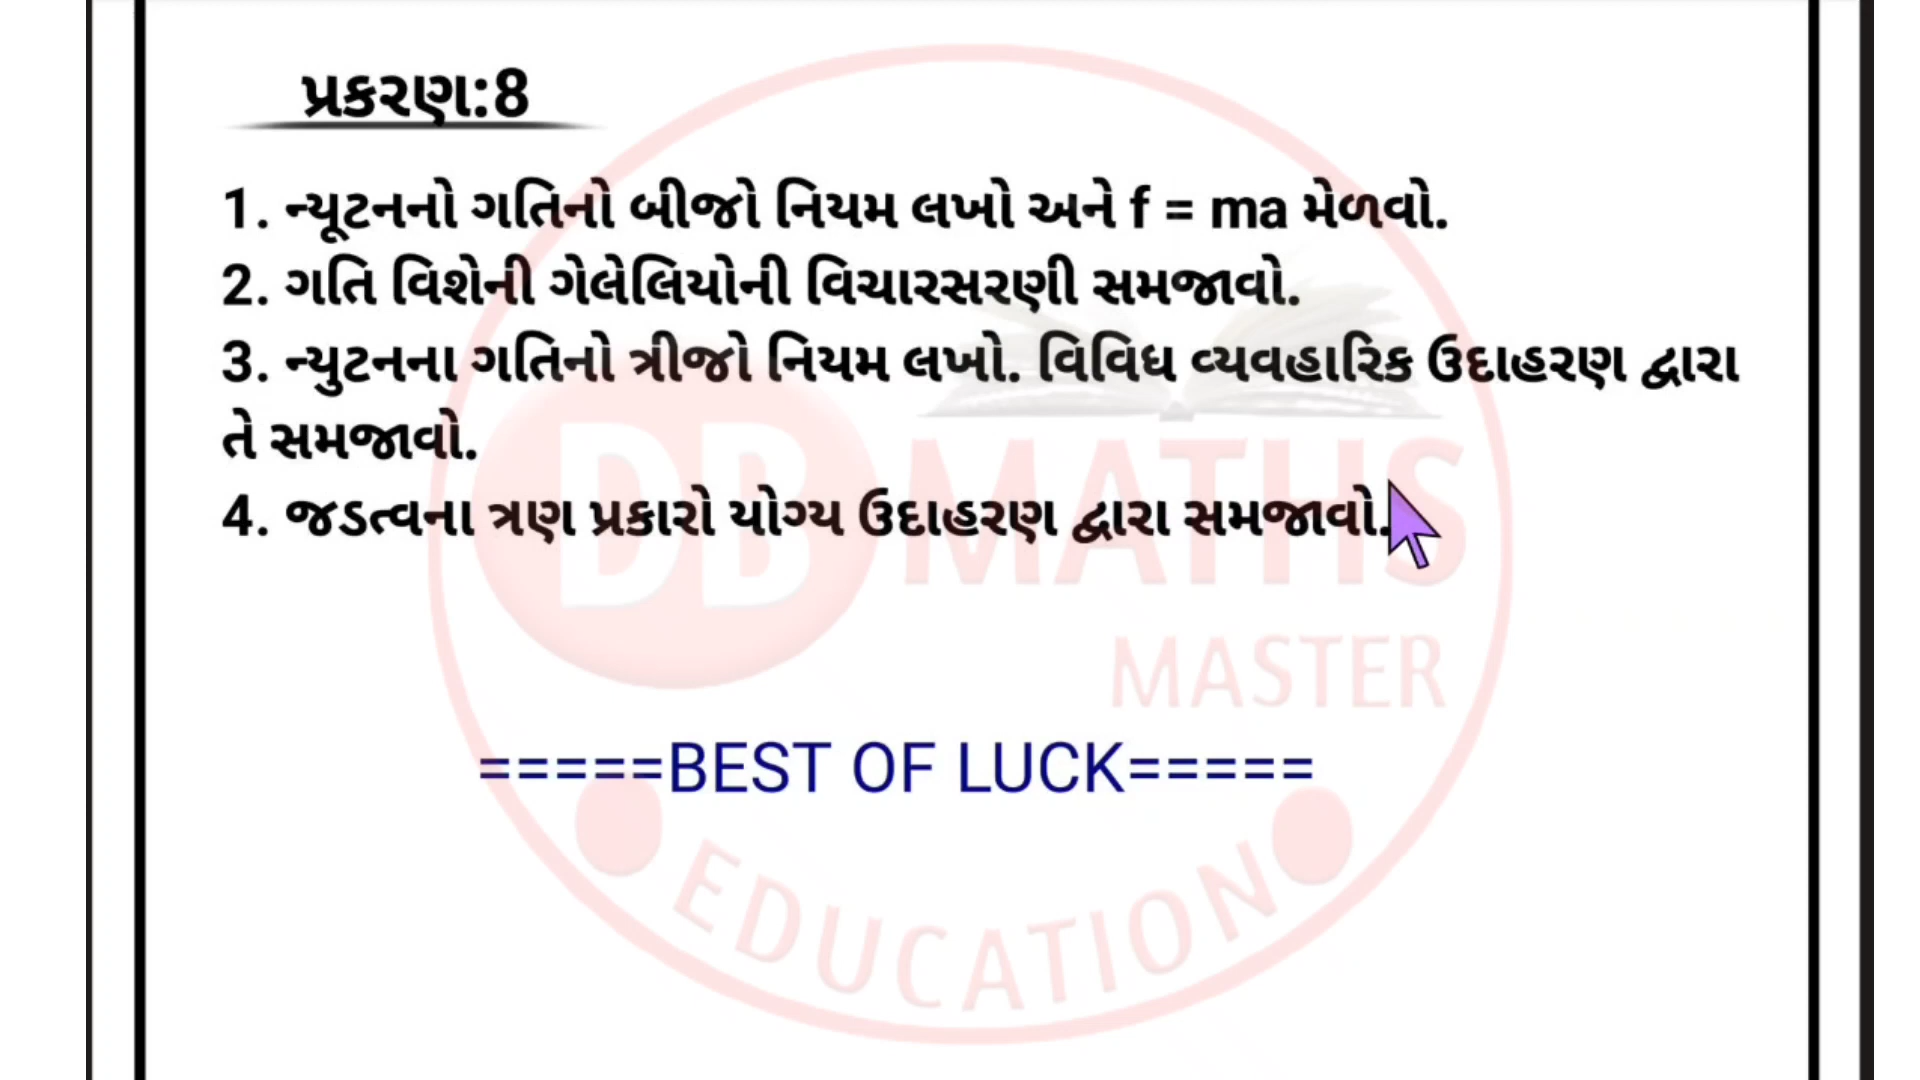 પ્રકરણ:8
1. ન્યૂટનનો ગતિનો બીજો નિયમ લખો અને f = ma મેળવો.
2. ગતિ વિશેની ગેલેલિયોની વિચારસરણી સમજાવો.
3. ન્યુટનના ગતિનો ત્રીજો નિયમ લખો. વિવિધ વ્યવહારિક ઉદાહરણ દ્વારા
તે સમજાવો.
4. જડત્વના ત્રણ પ્રકારો યોગ્ય ઉદાહરણ દ્વારા સમજાવો.
DB MATHS
MASTER
=====BEST OF LUCK=====
EDUCATION